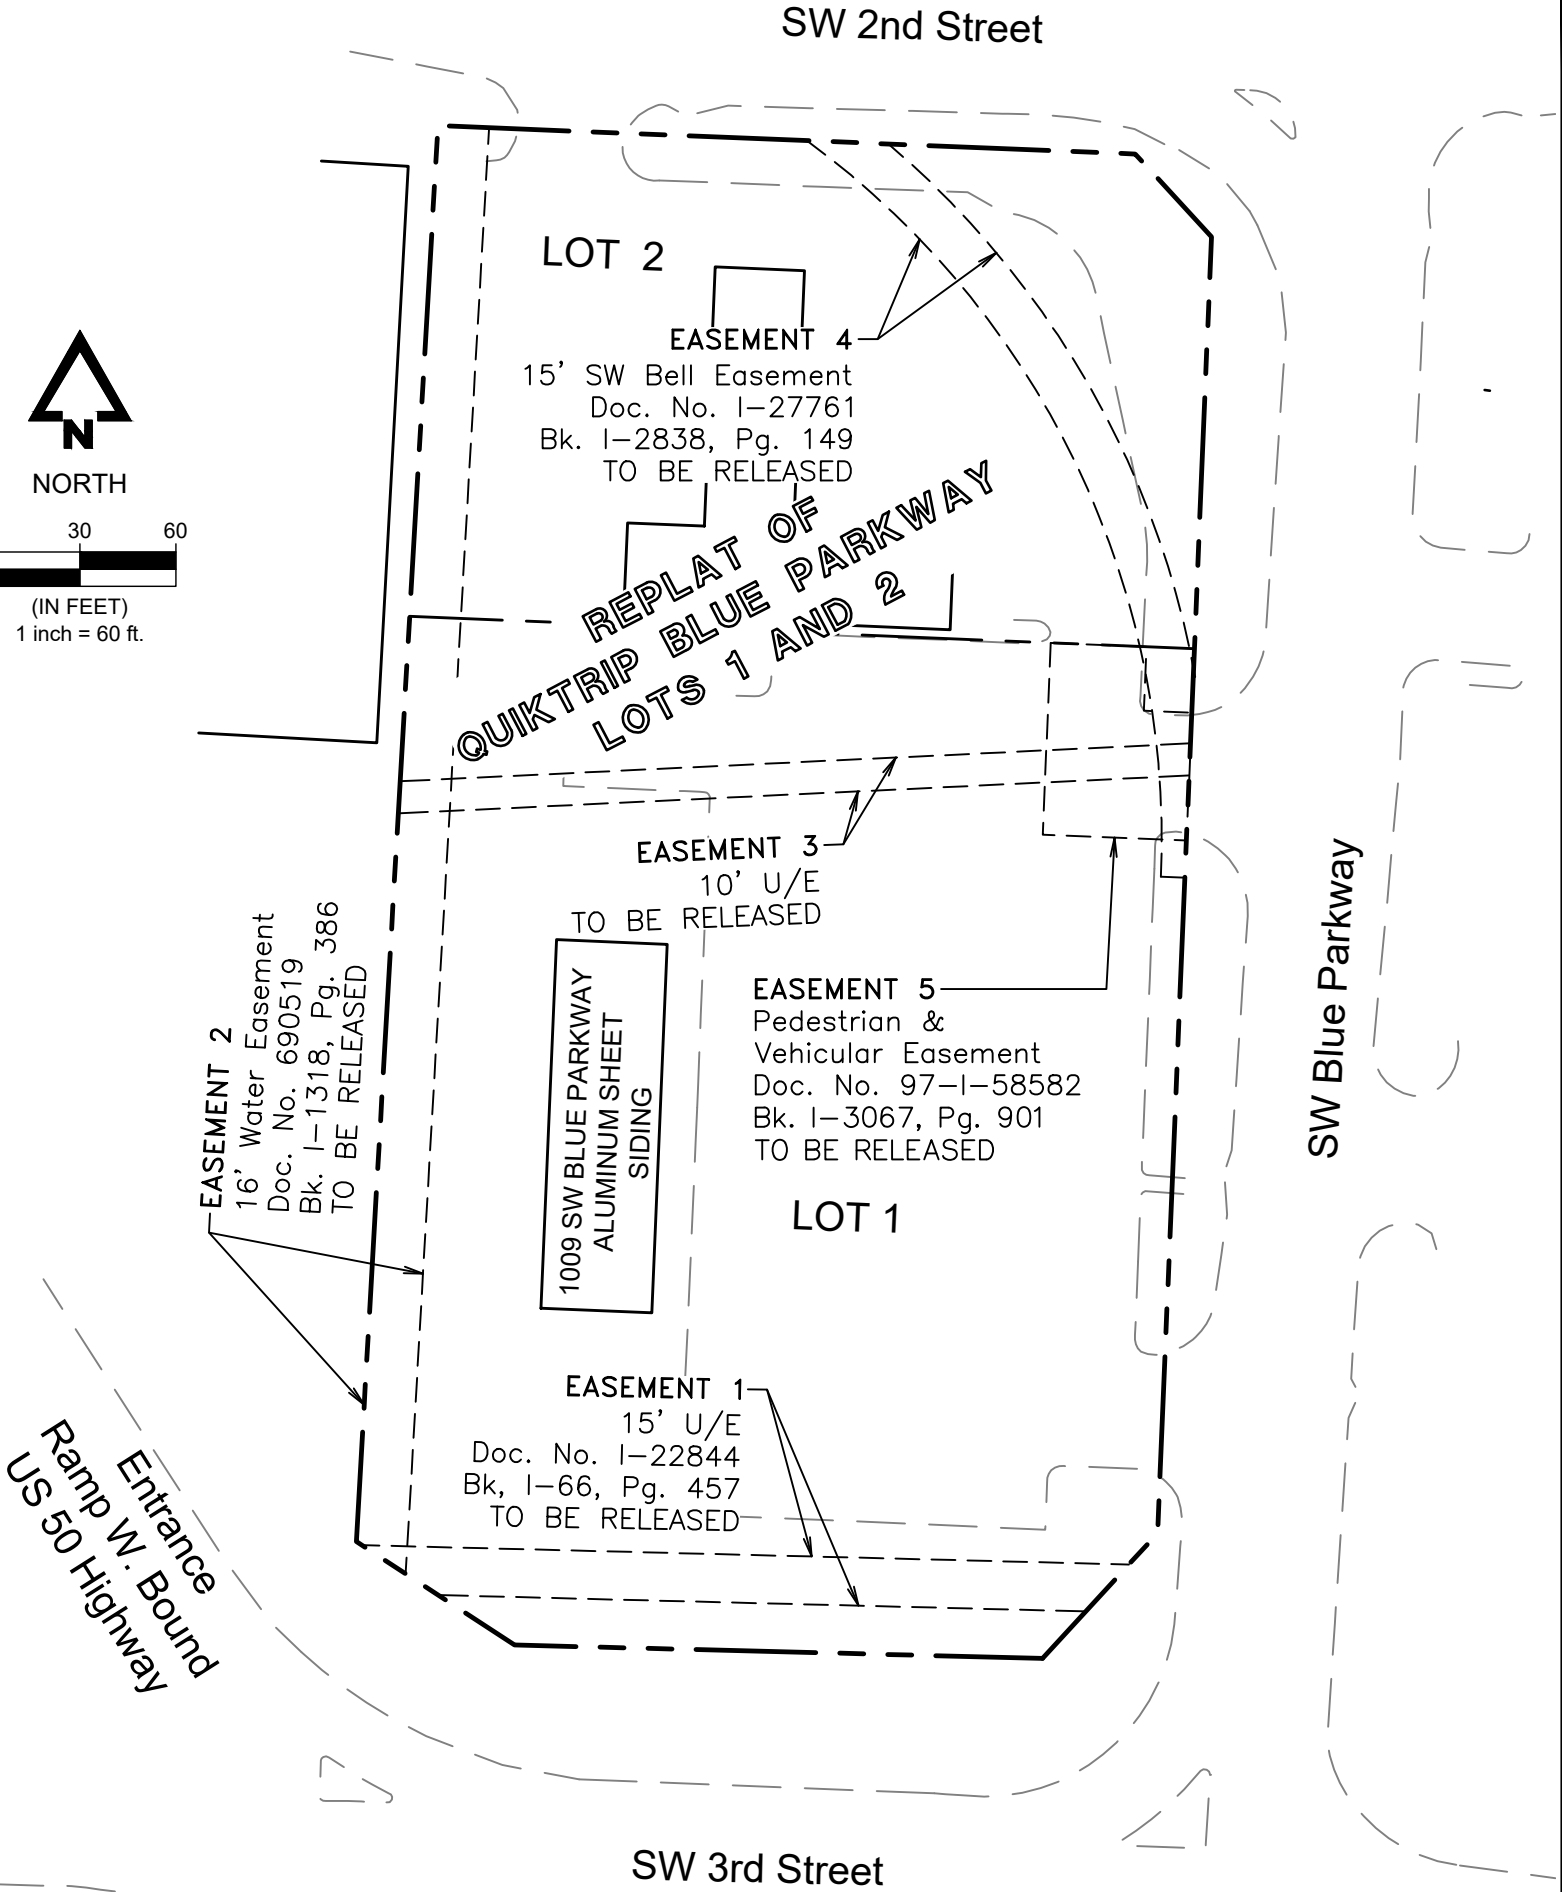 SW 2nd Street
LOT 2
EASEMENT 4
15' SW Bell Easement
Doc. No. I-27761
Bk. I-2838, Pg. 149
TO BE RELEASED
N
NORTH
30 60
(IN FEET)
1 inch = 60 ft.
REPLAT OF
QUIKTRIP BLUE PARKWAY
LOTS 1 AND 2
EASEMENT 3
10' U/E
TO BE RELEASED
EASEMENT 2
16' Water Easement
Doc. No. 690519
Bk. I-1318, Pg. 386
TO BE RELEASED
1009 SW BLUE PARKWAY
ALUMINUM SHEET
SIDING
EASEMENT 5
Pedestrian &
Vehicular Easement
Doc. No. 97-I-58582
Bk. I-3067, Pg. 901
TO BE RELEASED
SW Blue Parkway
LOT 1
EASEMENT 1
15' U/E
Doc. No. I-22844
Bk, I-66, Pg. 457
TO BE RELEASED
Entrance
Ramp W. Bound
US 50 Highway
SW 3rd Street